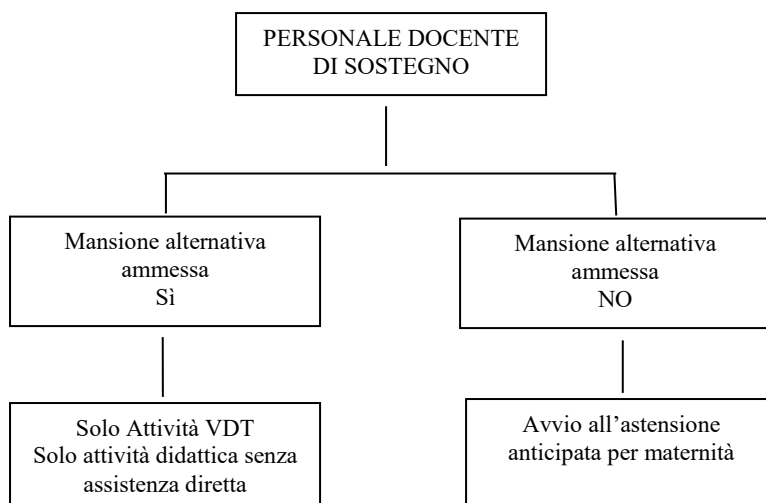 PERSONALE DOCENTE
DI SOSTEGNO
Mansione alternativa
ammessa
Sì
Mansione alternativa
ammessa
NO
Solo Attività VDT
Solo attività didattica senza
assistenza diretta
Avvio all’astensione
anticipata per maternità